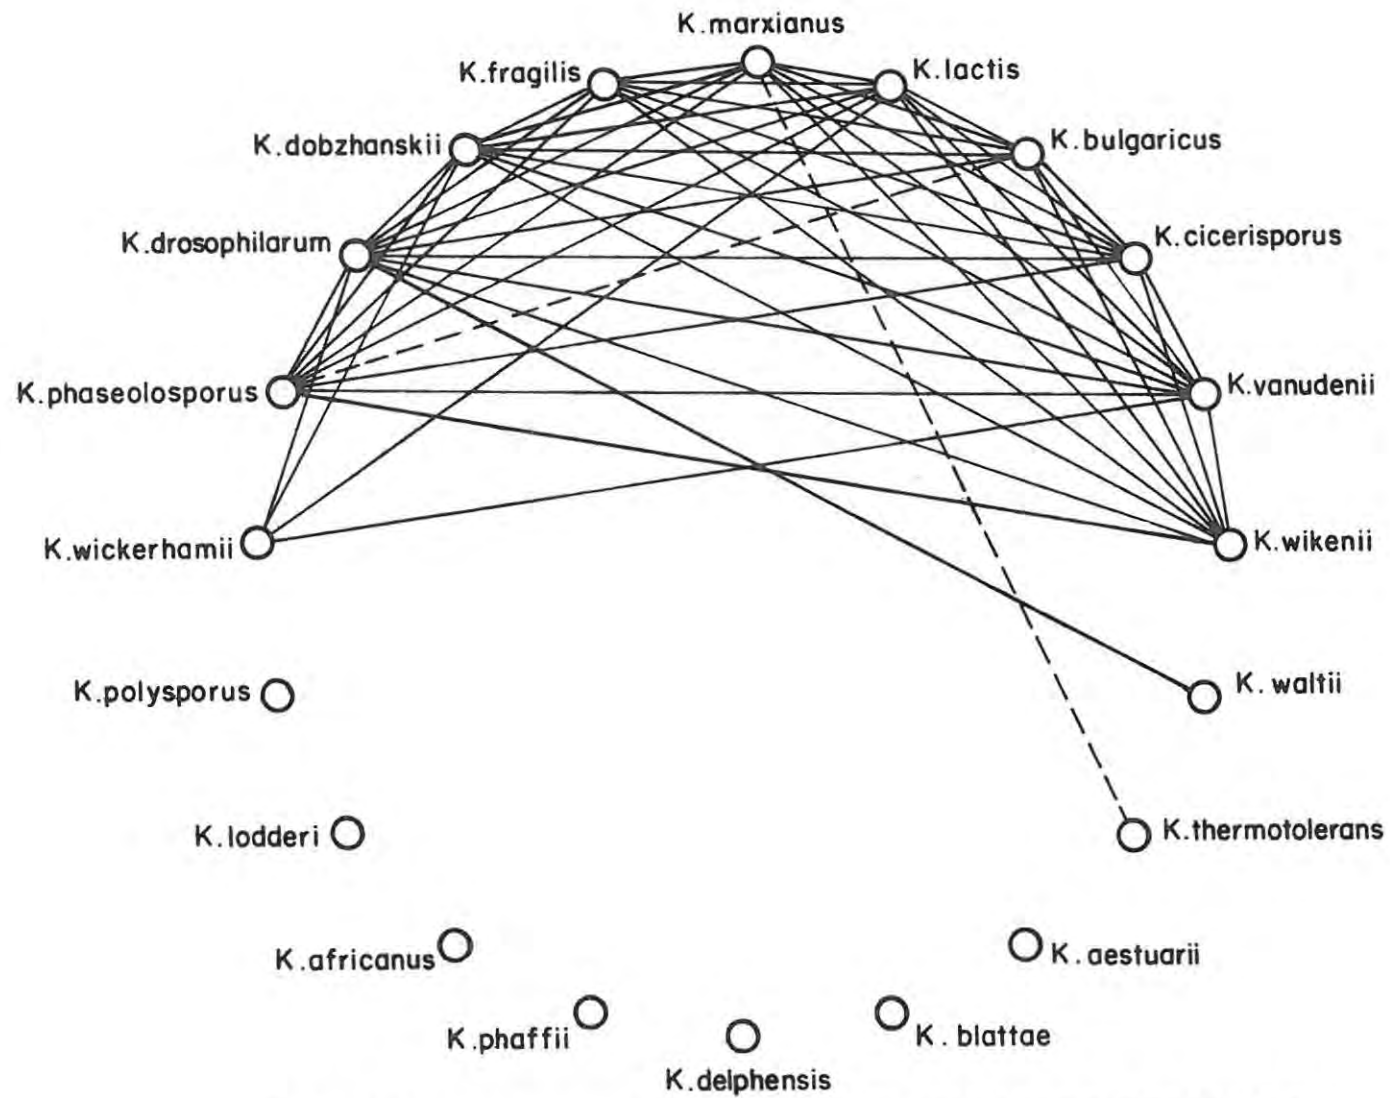 K.marxianus
K.fragilis
K.lactis
K.dobzhanskii
K.bulgaricus
K.drosophilarum
K.cicerisporus
K.phaseolosporus
K.vanudenii
K.wickerhamii
K.wikenii
K.polysporus
K. waltii
K.lodderi
K.thermotolerans
K.africanus
K. aestuarii
K.phaffii
K. blattae
K.delphensis